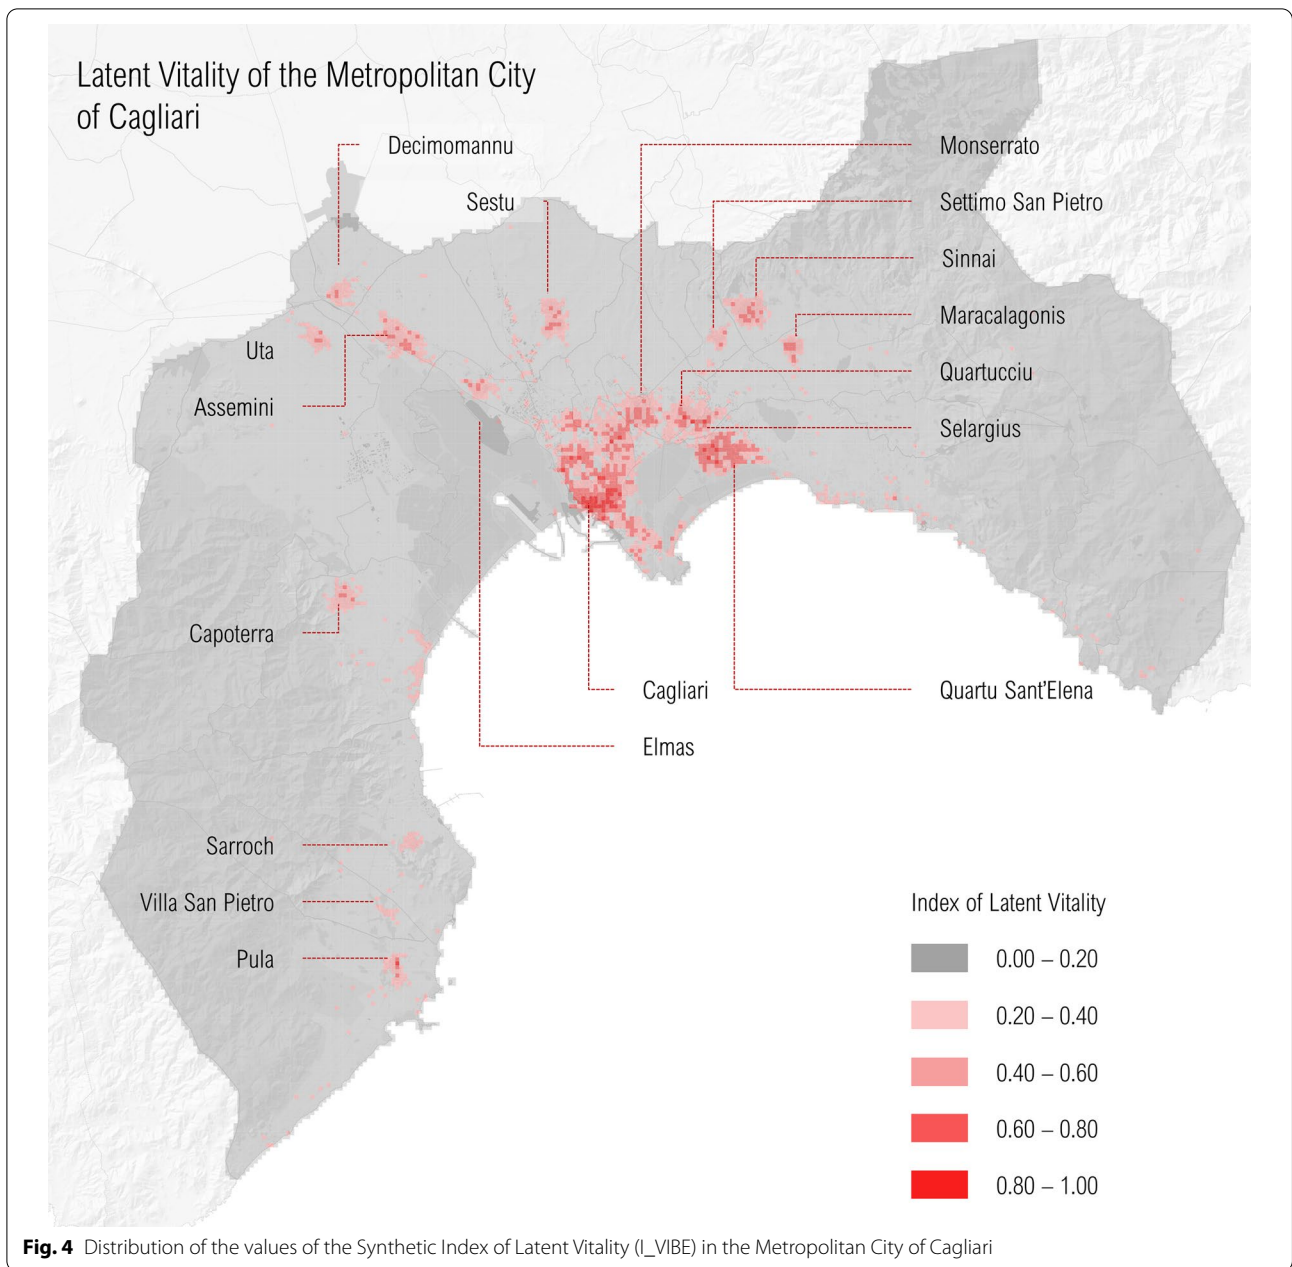 Latent Vitality of the Metropolitan City
of Cagliari
Decimomannu
Sestu
Uta
Assemini
Capoterra
Sarroch
Villa San Pietro
Pula
Monserrato
Settimo San Pietro
Sinnai
Maracalagonis
Quartucciu
Selargius
Cagliari
Elmas
Quartu Sant'Elena
Index of Latent Vitality
0.00 – 0.20
0.20 – 0.40
0.40 – 0.60
0.60 – 0.80
0.80 – 1.00
Fig. 4 Distribution of the values of the Synthetic Index of Latent Vitality (I_VIBE) in the Metropolitan City of Cagliari